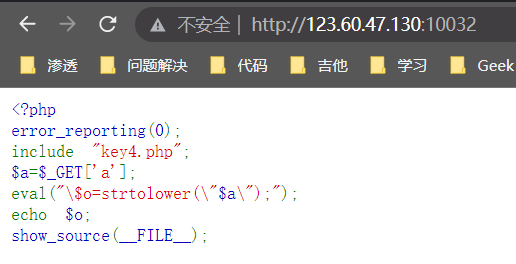 不安全 | http://123.60.47.130:10032
渗透 问题解决 代码 吉他 学习 Geek
<?php
error_reporting(0);
include "key4.php";
$a=$_GET['a'];
eval("\$o=strtolower(\"$a\");");
echo $o;
show_source(__FILE__);